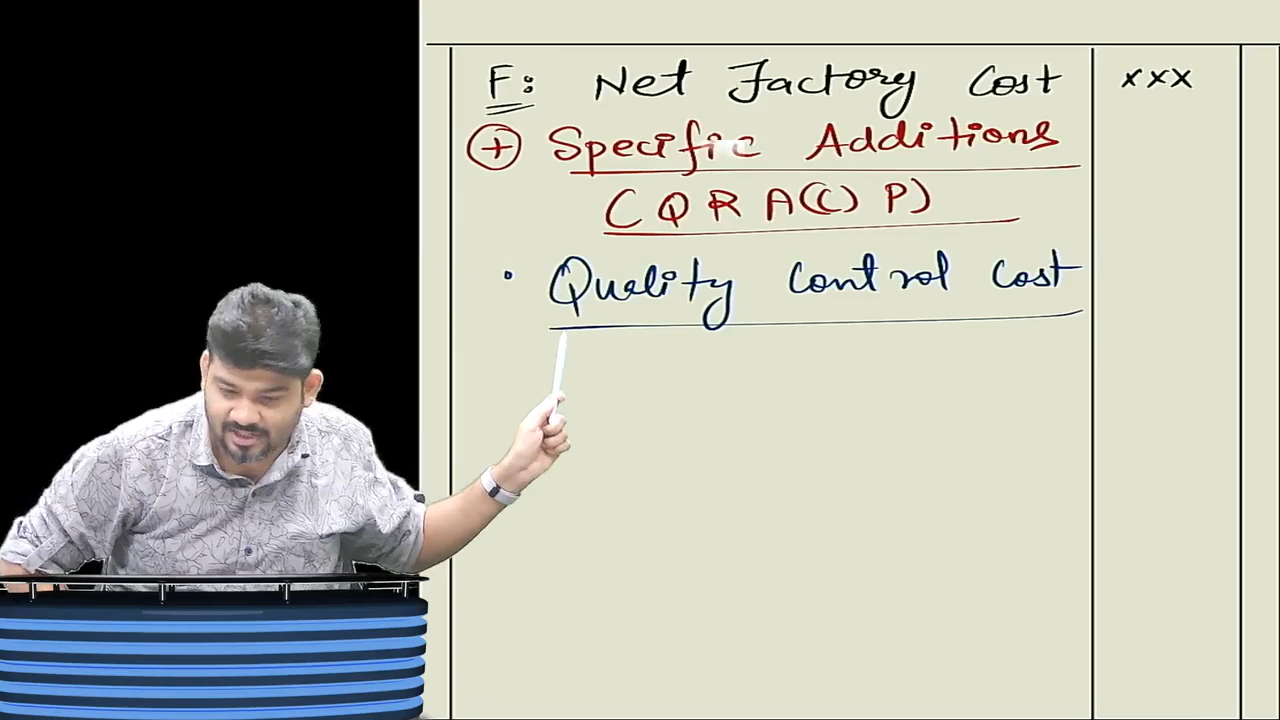 F: Net Factory Cost xxx
+ Specific Additions
(Q R A(C) P)
• Quality Control Cost